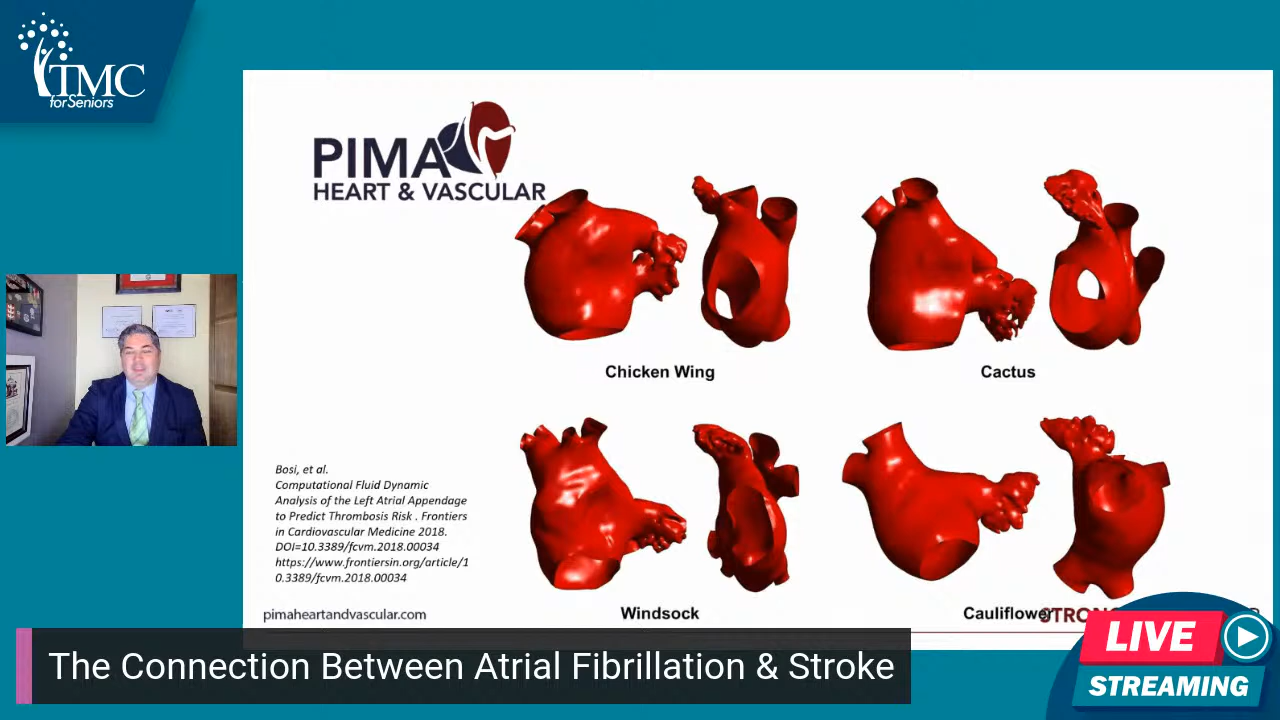 TMC
for Seniors
PIMA
HEART & VASCULAR
Chicken Wing
Cactus
Bosi, et al.
Computational Fluid Dynamic
Analysis of the Left Atrial Appendage
to Predict Thrombosis Risk . Frontiers
in Cardiovascular Medicine 2018.
DOI=10.3389/fcvm.2018.00034
https://www.frontiersin.org/article/1
0.3389/fcvm.2018.00034
Windsock
Cauliflower
pimaheartandvascular.com
The Connection Between Atrial Fibrillation & Stroke
LIVE
STREAMING